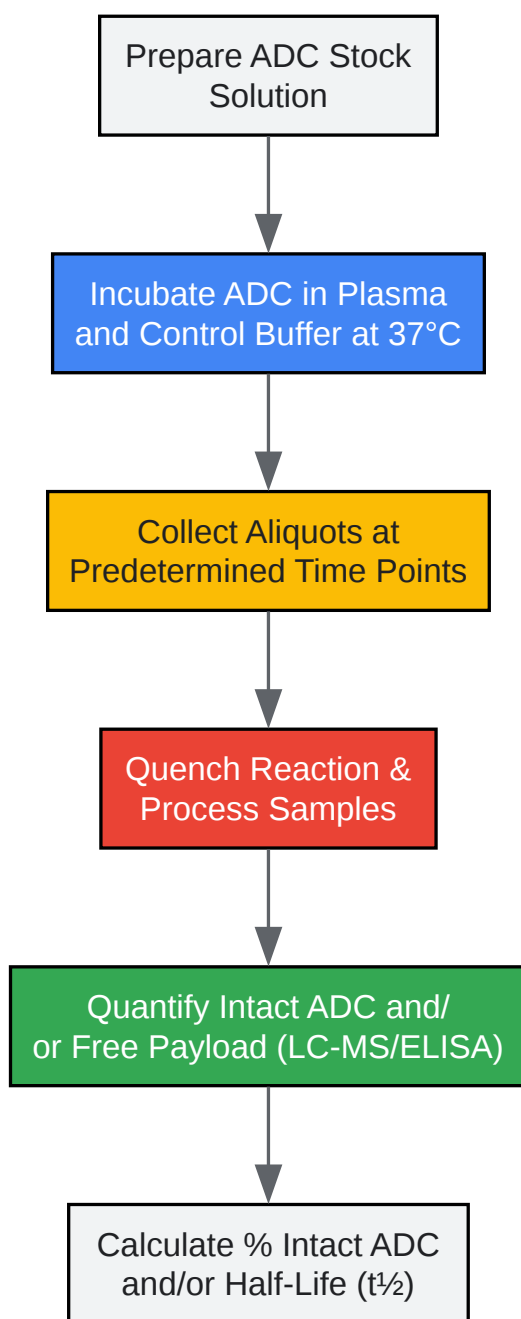 Prepare ADC Stock
Solution
Incubate ADC in Plasma
and Control Buffer at 37°C
Collect Aliquots at
Predetermined Time Points
Quench Reaction &
Process Samples
Quantify Intact ADC and/
or Free Payload (LC-MS/ELISA)
Calculate % Intact ADC
and/or Half-Life (t½)